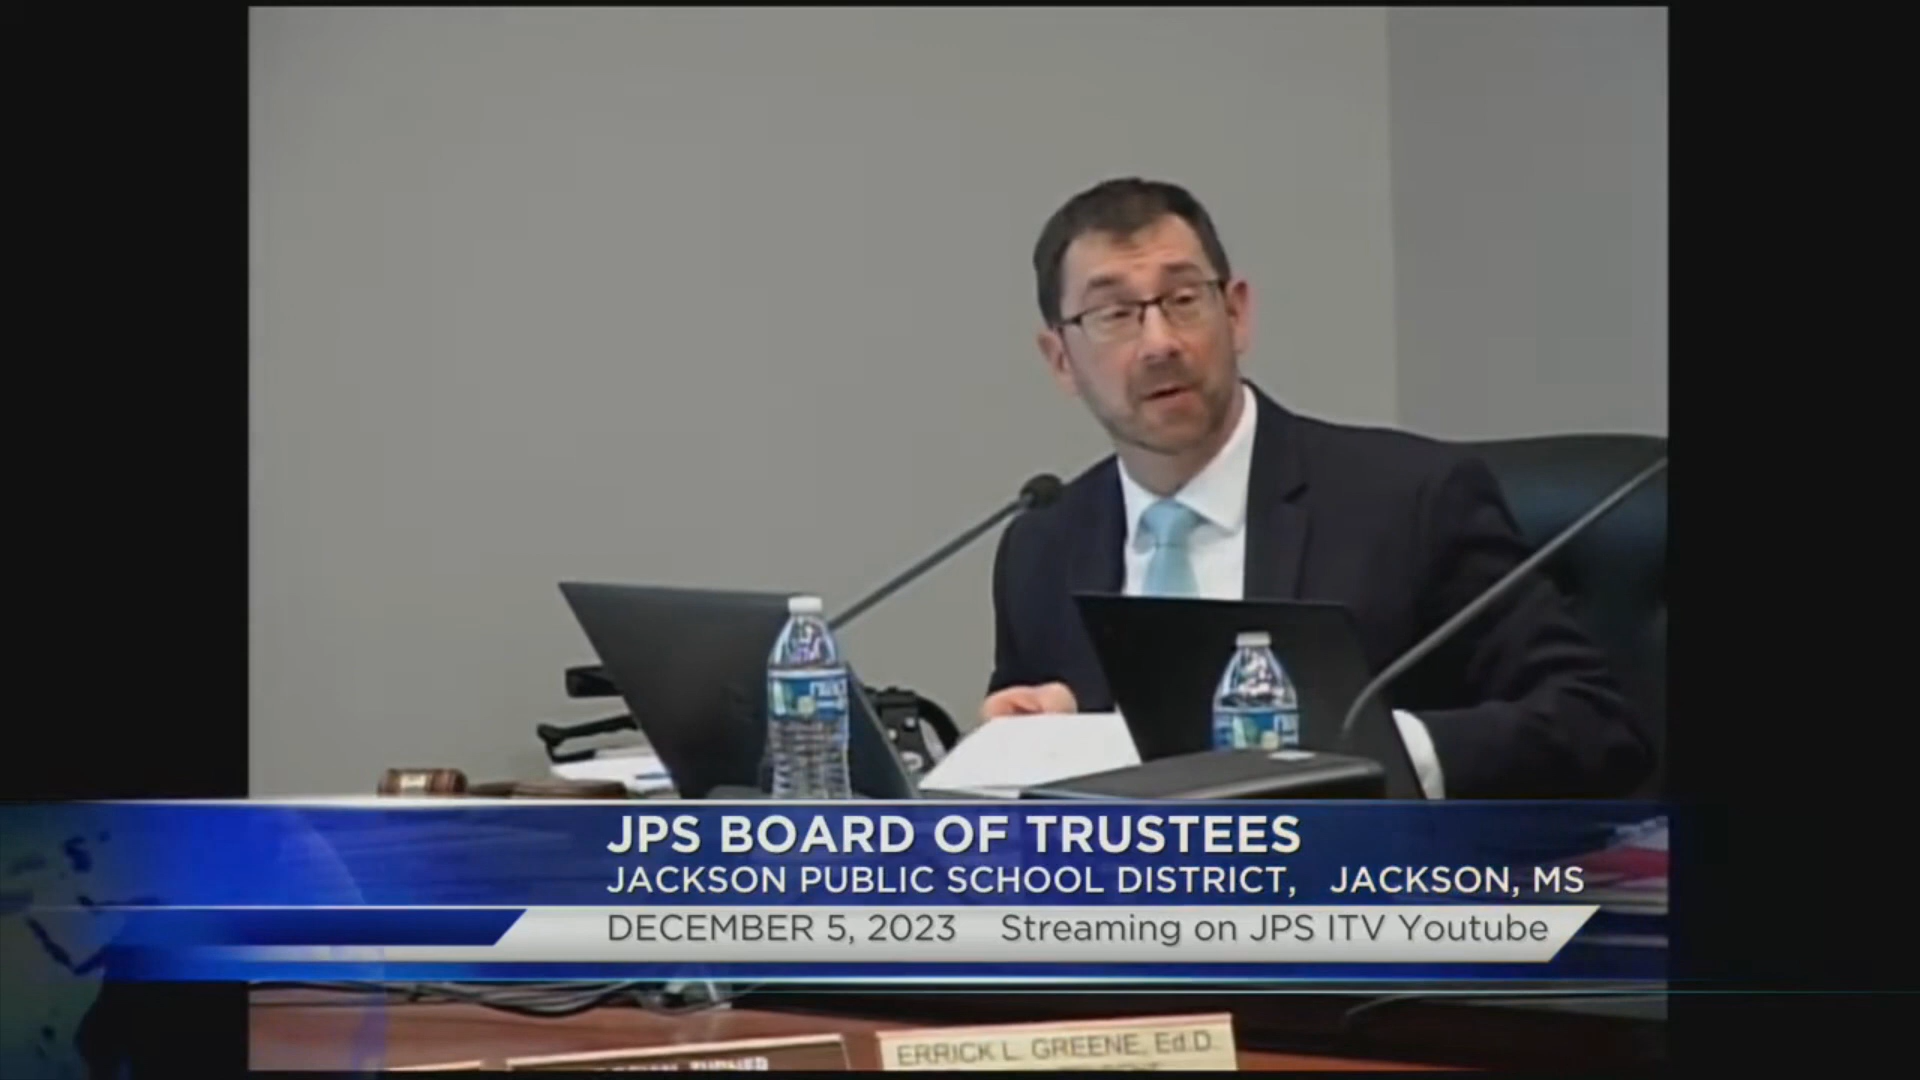 JPS BOARD OF TRUSTEES
JACKSON PUBLIC SCHOOL DISTRICT, JACKSON, MS
DECEMBER 5, 2023 Streaming on JPS ITV Youtube
ERRICK L. GREENE, Ed.D.